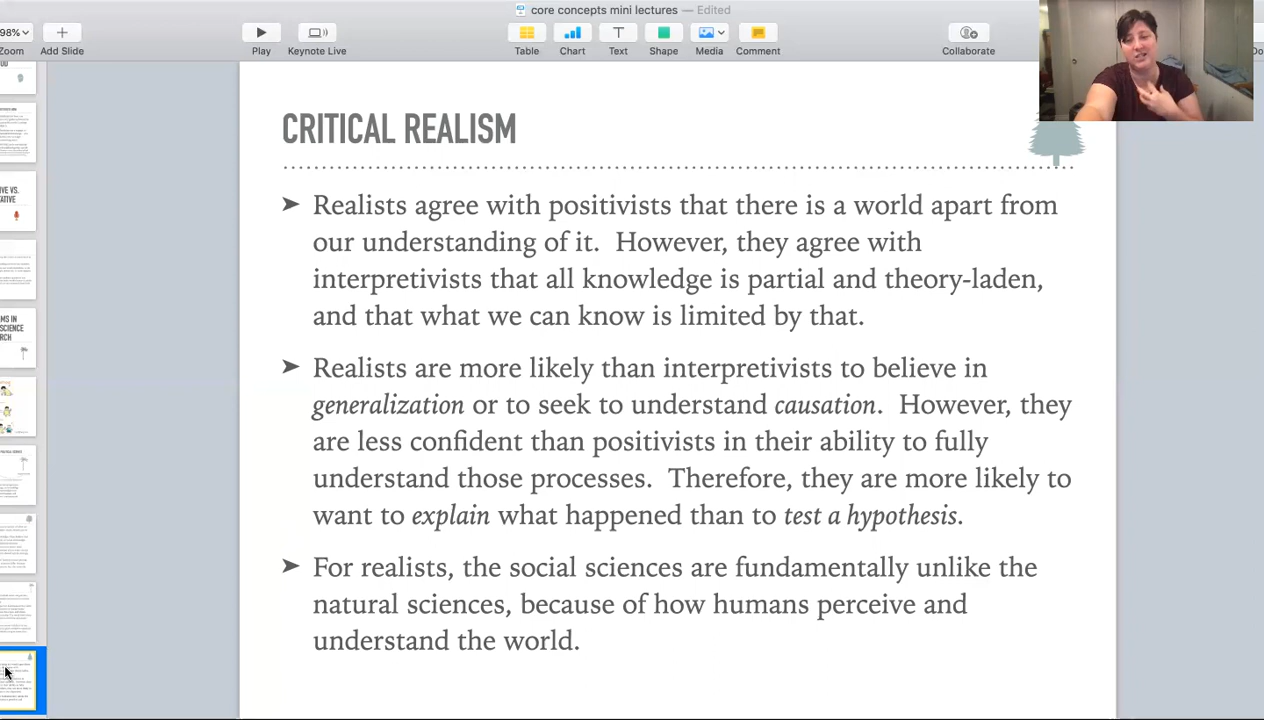 core concepts mini lectures — Edited
98%
Zoom
Add Slide
Play
Keynote Live
Table
Chart
Text
Shape
Media
Comment
Collaborate
CRITICAL REALISM
➤ Realists agree with positivists that there is a world apart from
our understanding of it. However, they agree with
interpretivists that all knowledge is partial and theory-laden,
and that what we can know is limited by that.
➤ Realists are more likely than interpretivists to believe in
generalization or to seek to understand causation. However, they
are less confident than positivists in their ability to fully
understand those processes. Therefore, they are more likely to
want to explain what happened than to test a hypothesis.
➤ For realists, the social sciences are fundamentally unlike the
natural sciences, because of how humans perceive and
understand the world.